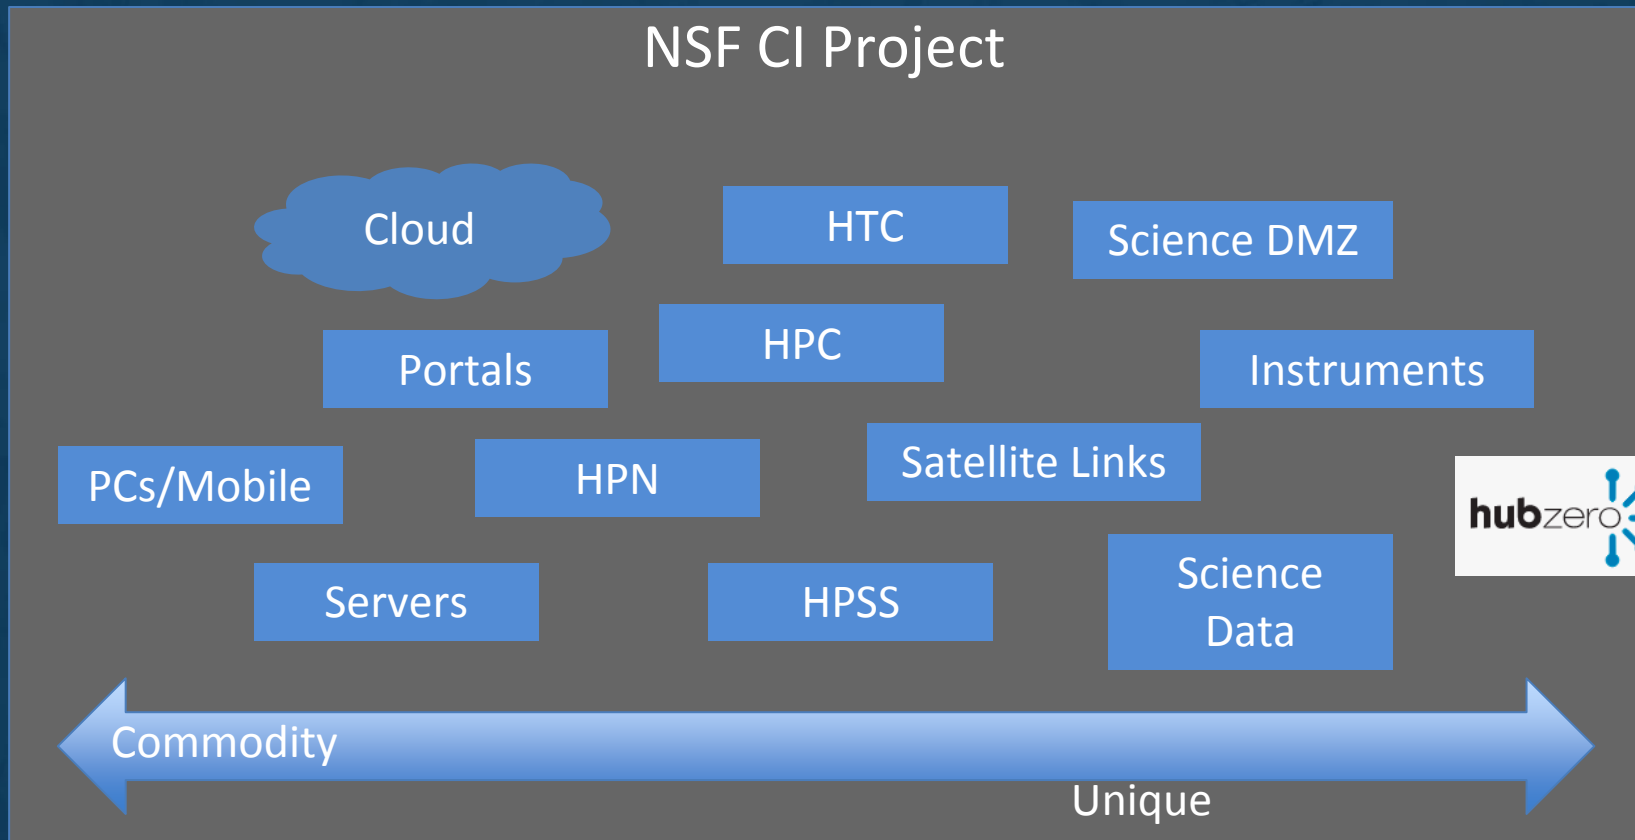 NSF CI Project
Cloud
HTC
Science DMZ
HPC
Portals
Instruments
Satellite Links
PCs/Mobile
HPN
hubzero
Science
Data
Servers
HPSS
Commodity
Unique